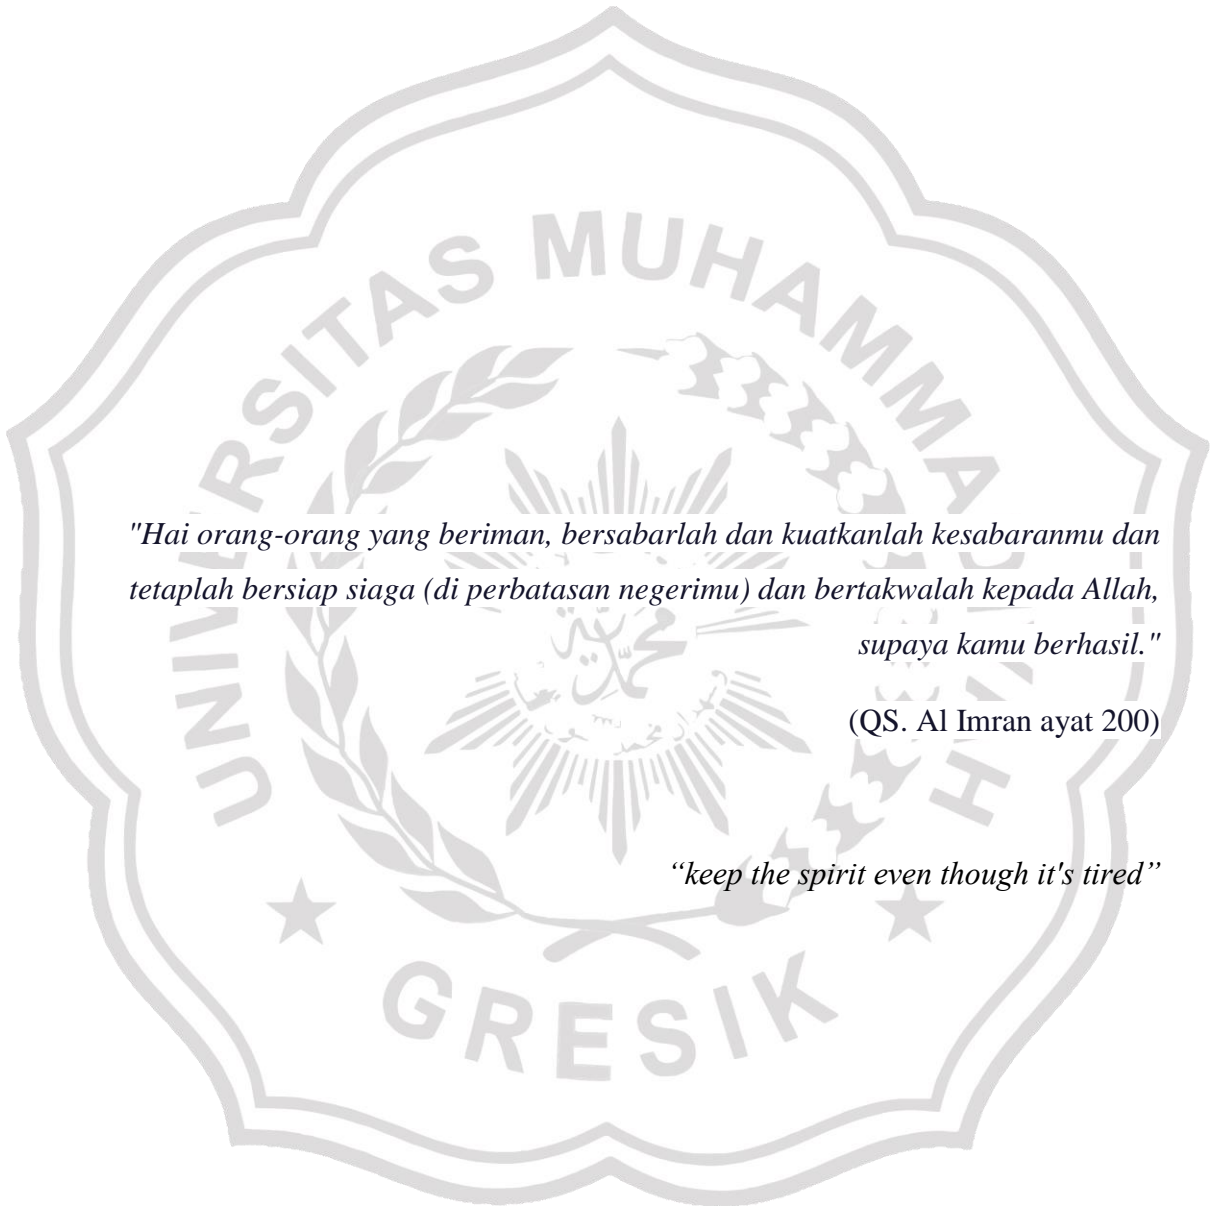 UNIVERSITAS MUHAMMADIYAH
"Hai orang-orang yang beriman, bersabarlah dan kuatkanlah kesabaranmu dan
tetaplah bersiap siaga (di perbatasan negerimu) dan bertakwalah kepada Allah,
supaya kamu berhasil."
(QS. Al Imran ayat 200)
“keep the spirit even though it's tired”
GRESIK